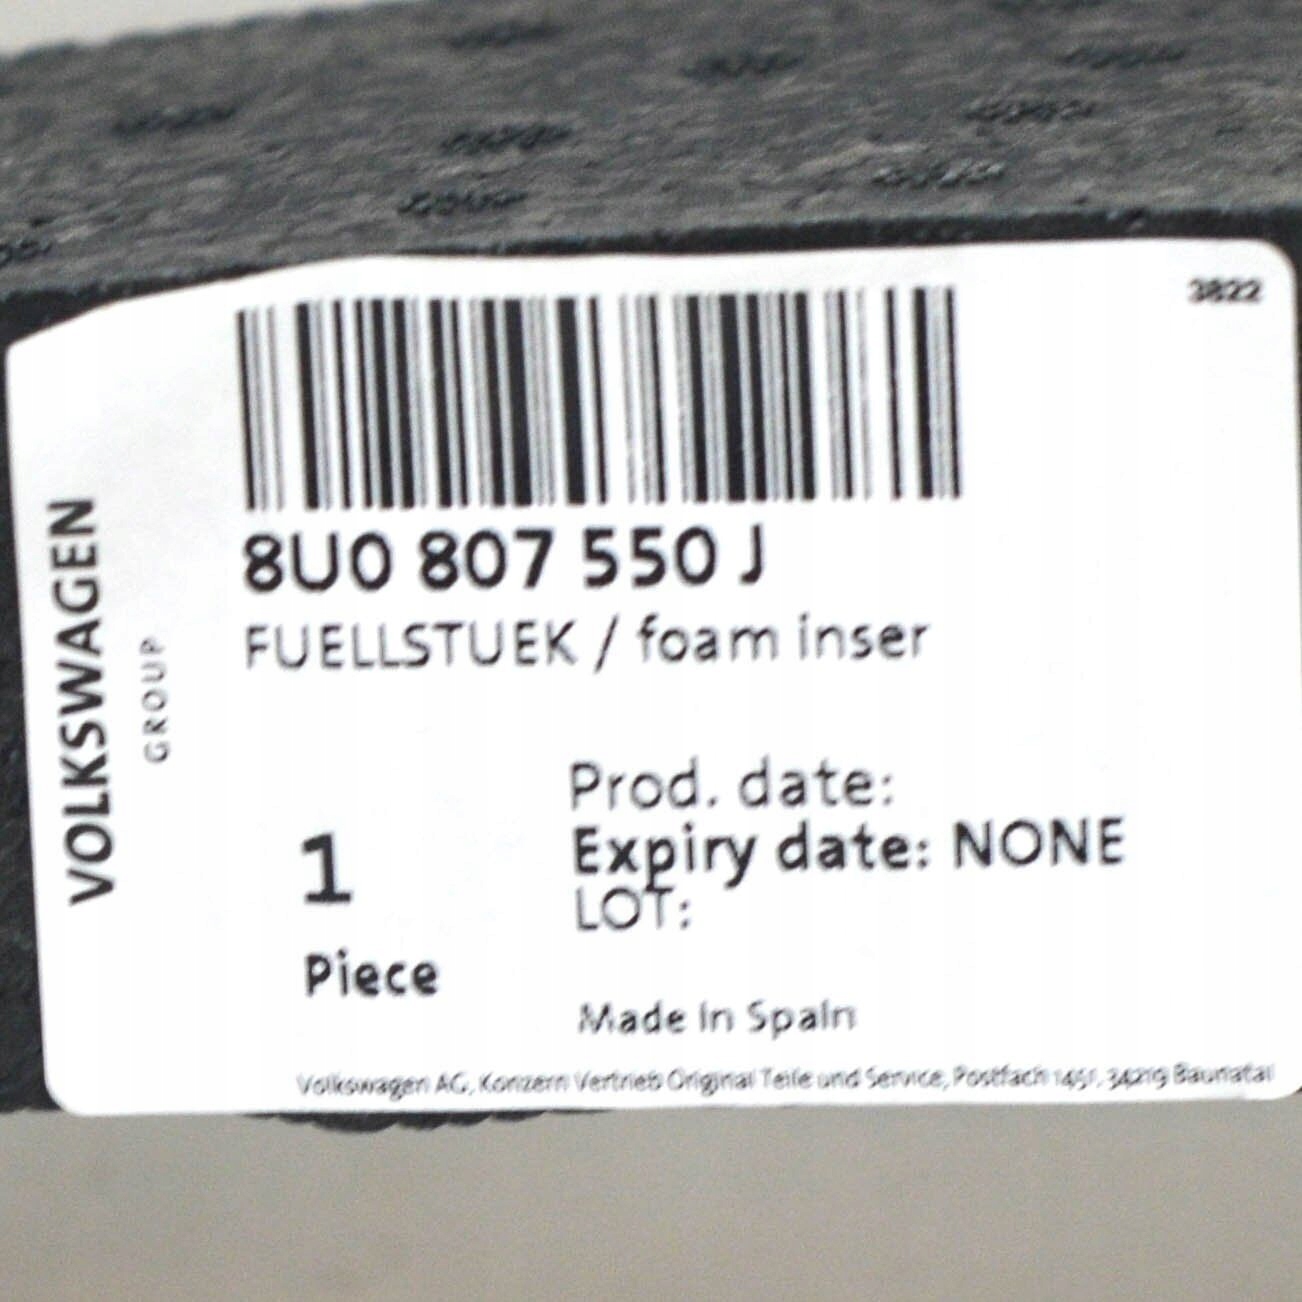 3822
8U0 807 550 J
FUELLSTUEK / foam inser
VOLKSWAGEN
GROUP
Prod. date:
Expiry date: NONE
LOT:
1
Piece
Made in Spain
Volkswagen AG, Konzern Vertrieb Original Teile und Service, Postfach 1451, 34219 Baunatal